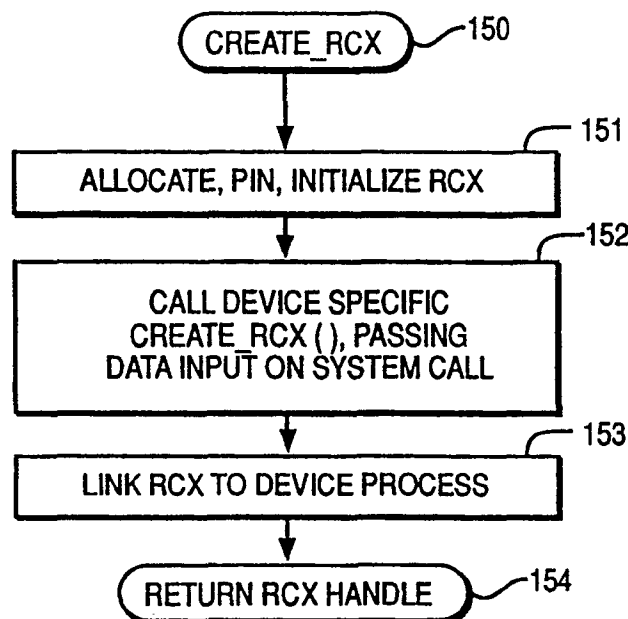 CREATE_RCX
150
151
ALLOCATE, PIN, INITIALIZE RCX
152
CALL DEVICE SPECIFIC
CREATE_RCX ( ), PASSING
DATA INPUT ON SYSTEM CALL
153
LINK RCX TO DEVICE PROCESS
RETURN RCX HANDLE
154